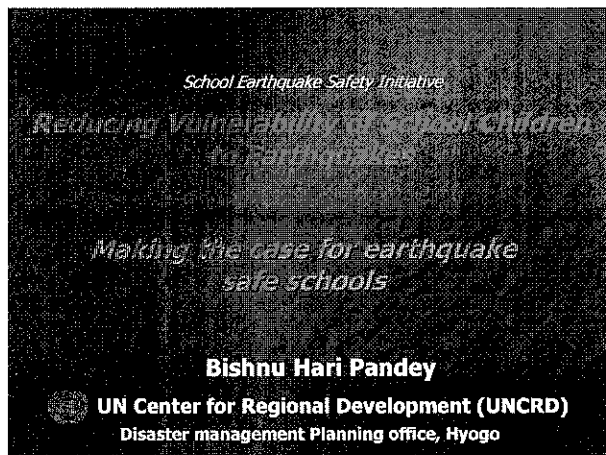 School Earthquake Safety Initiative
Reducing Vulnerability of School Children
to Earthquakes
Making the case for earthquake
safe schools
Bishnu Hari Pandey
UN Center for Regional Development (UNCRD)
Disaster management Planning office, Hyogo